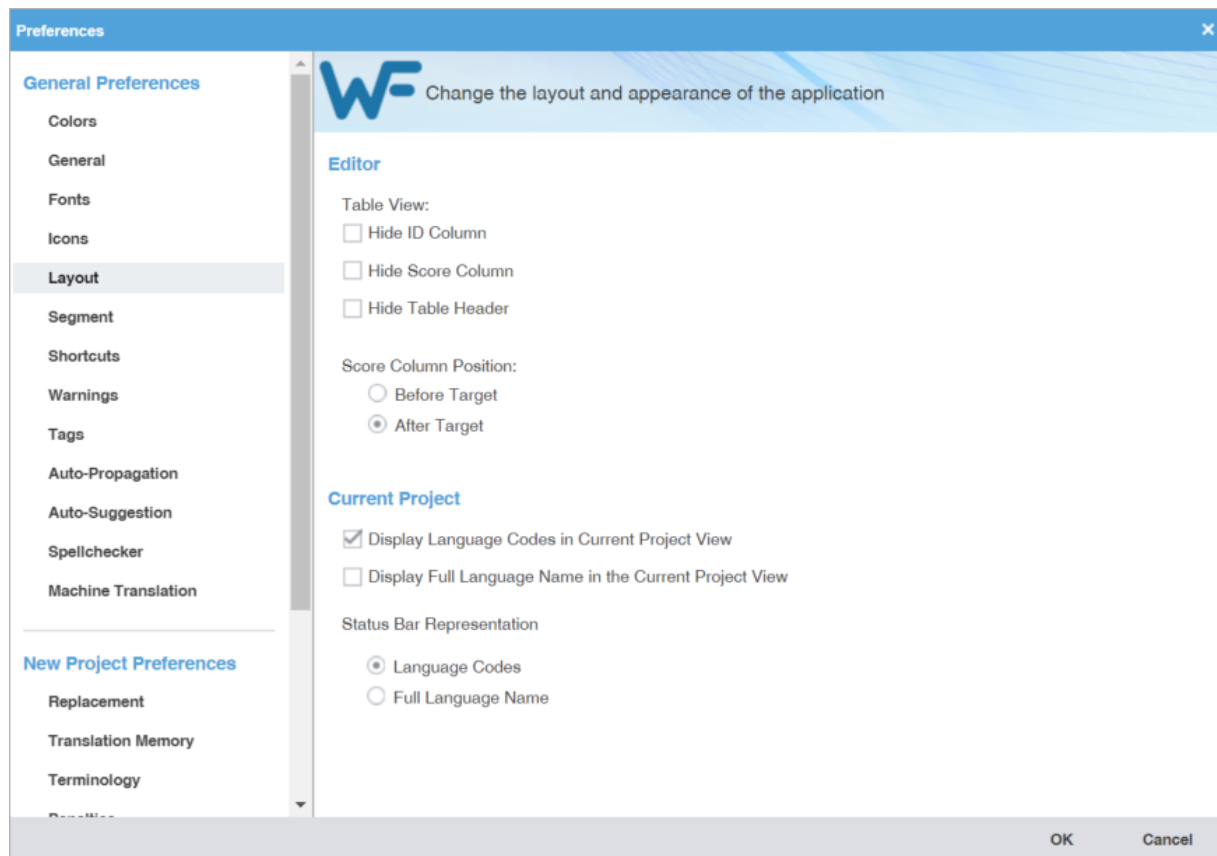 Preferences
General Preferences
Colors
General
Fonts
Icons
Layout
Segment
Shortcuts
Warnings
Tags
Auto-Propagation
Auto-Suggestion
Spellchecker
Machine Translation
New Project Preferences
Replacement
Translation Memory
Terminology
WF
Change the layout and appearance of the application
Editor
Table View:
Hide ID Column
Hide Score Column
Hide Table Header
Score Column Position:
Before Target
After Target
Current Project
Display Language Codes in Current Project View
Display Full Language Name in the Current Project View
Status Bar Representation
Language Codes
Full Language Name
OK Cancel